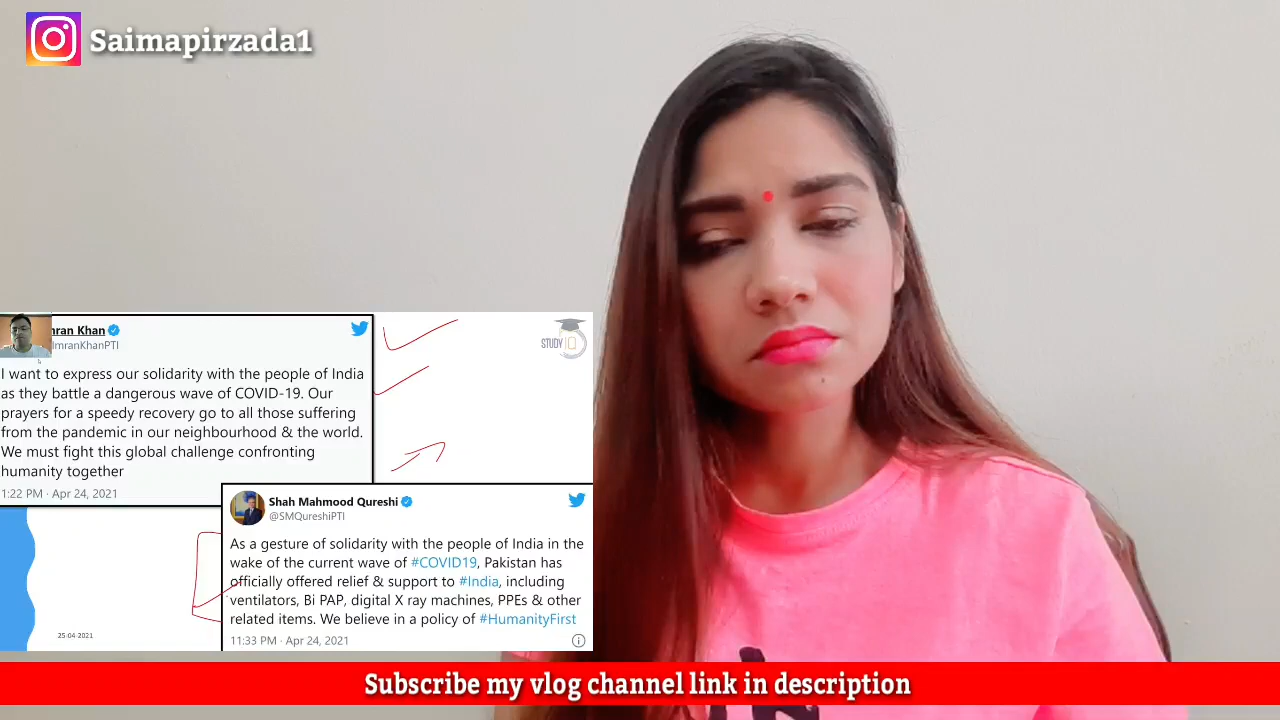 Saimapirzada1
mran Khan
ImranKhanPTI
I want to express our solidarity with the people of India
as they battle a dangerous wave of COVID-19. Our
prayers for a speedy recovery go to all those suffering
from the pandemic in our neighbourhood & the world.
We must fight this global challenge confronting
humanity together
1:22 PM · Apr 24, 2021
STUDY IQ
Shah Mahmood Qureshi
@SMQureshiPTI
As a gesture of solidarity with the people of India in the
wake of the current wave of #COVID19, Pakistan has
officially offered relief & support to #India, including
ventilators, Bi PAP, digital X ray machines, PPEs & other
related items. We believe in a policy of #HumanityFirst
11:33 PM · Apr 24, 2021
25-04-2021
Subscribe my vlog channel link in description